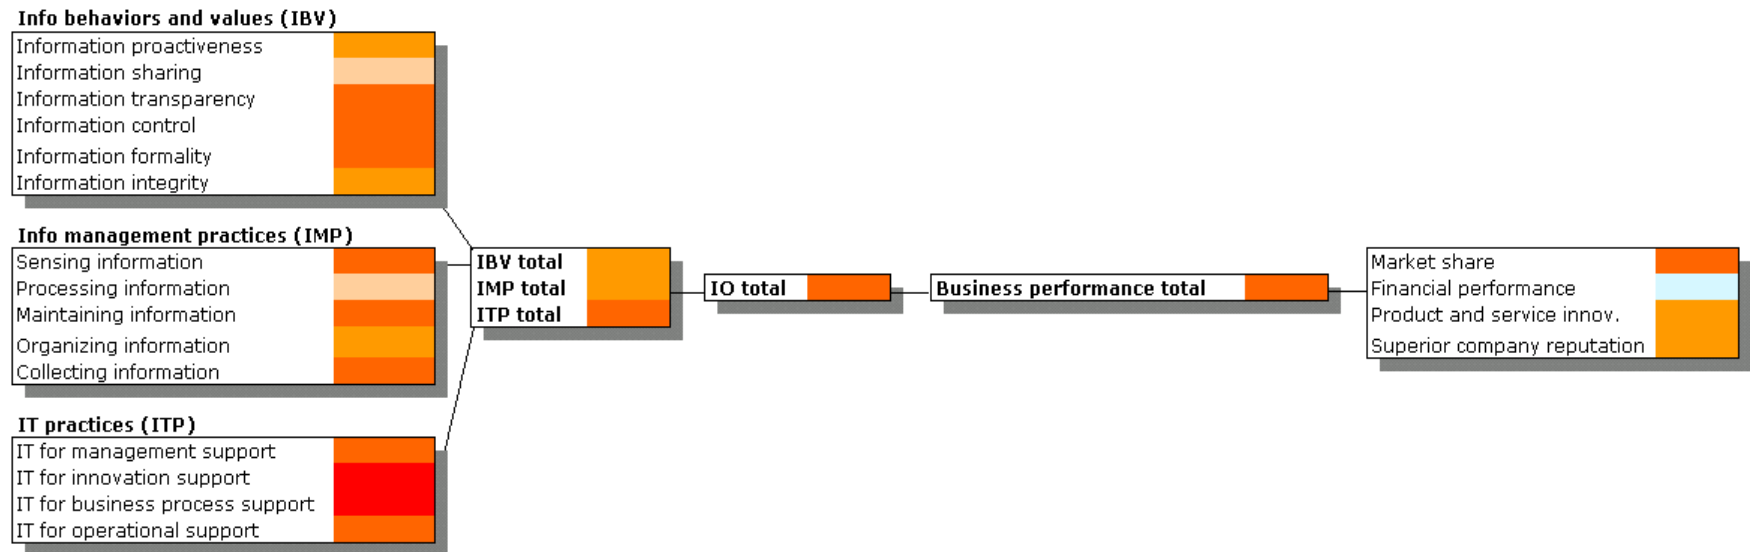 Info behaviors and values (IBV)
Information proactiveness
Information sharing
Information transparency
Information control
Information formality
Information integrity
Info management practices (IMP)
Sensing information
Processing information
Maintaining information
Organizing information
Collecting information
IT practices (ITP)
IT for management support
IT for innovation support
IT for business process support
IT for operational support
IBV total
IMP total
ITP total
IO total
Business performance total
Market share
Financial performance
Product and service innov.
Superior company reputation